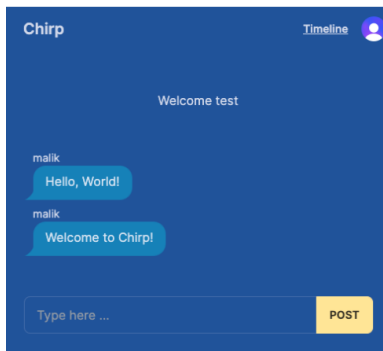 Chirp
Timeline
Welcome test
malik
Hello, World!
malik
Welcome to Chirp!
Type here ...
POST